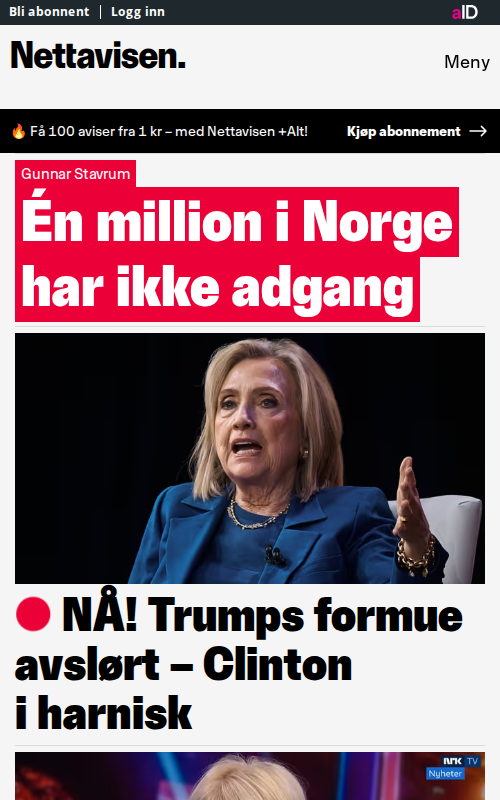 Bli abonnent | Logg inn
aID
Nettavisen.
Meny
🔥 Få 100 aviser fra 1 kr – med Nettavisen +Alt!
Kjøp abonnement →
Gunnar Stavrum
Én million i Norge
har ikke adgang
NÅ! Trumps formue
avslørt – Clinton
i harnisk
NRK TV
Nyheter